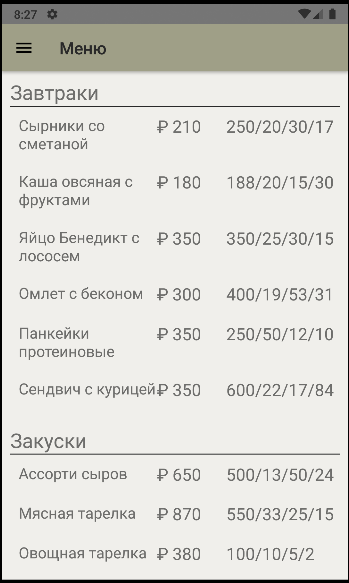 8:27
Меню
Завтраки
Сырники со сметаной ₽ 210 250/20/30/17
Каша овсяная с фруктами ₽ 180 188/20/15/30
Яйцо Бенедикт с лососем ₽ 350 350/25/30/15
Омлет с беконом ₽ 300 400/19/53/31
Панкейки протеиновые ₽ 350 250/50/12/10
Сендвич с курицей ₽ 350 600/22/17/84
Закуски
Ассорти сыров ₽ 650 500/13/50/24
Мясная тарелка ₽ 870 550/33/25/15
Овощная тарелка ₽ 380 100/10/5/2